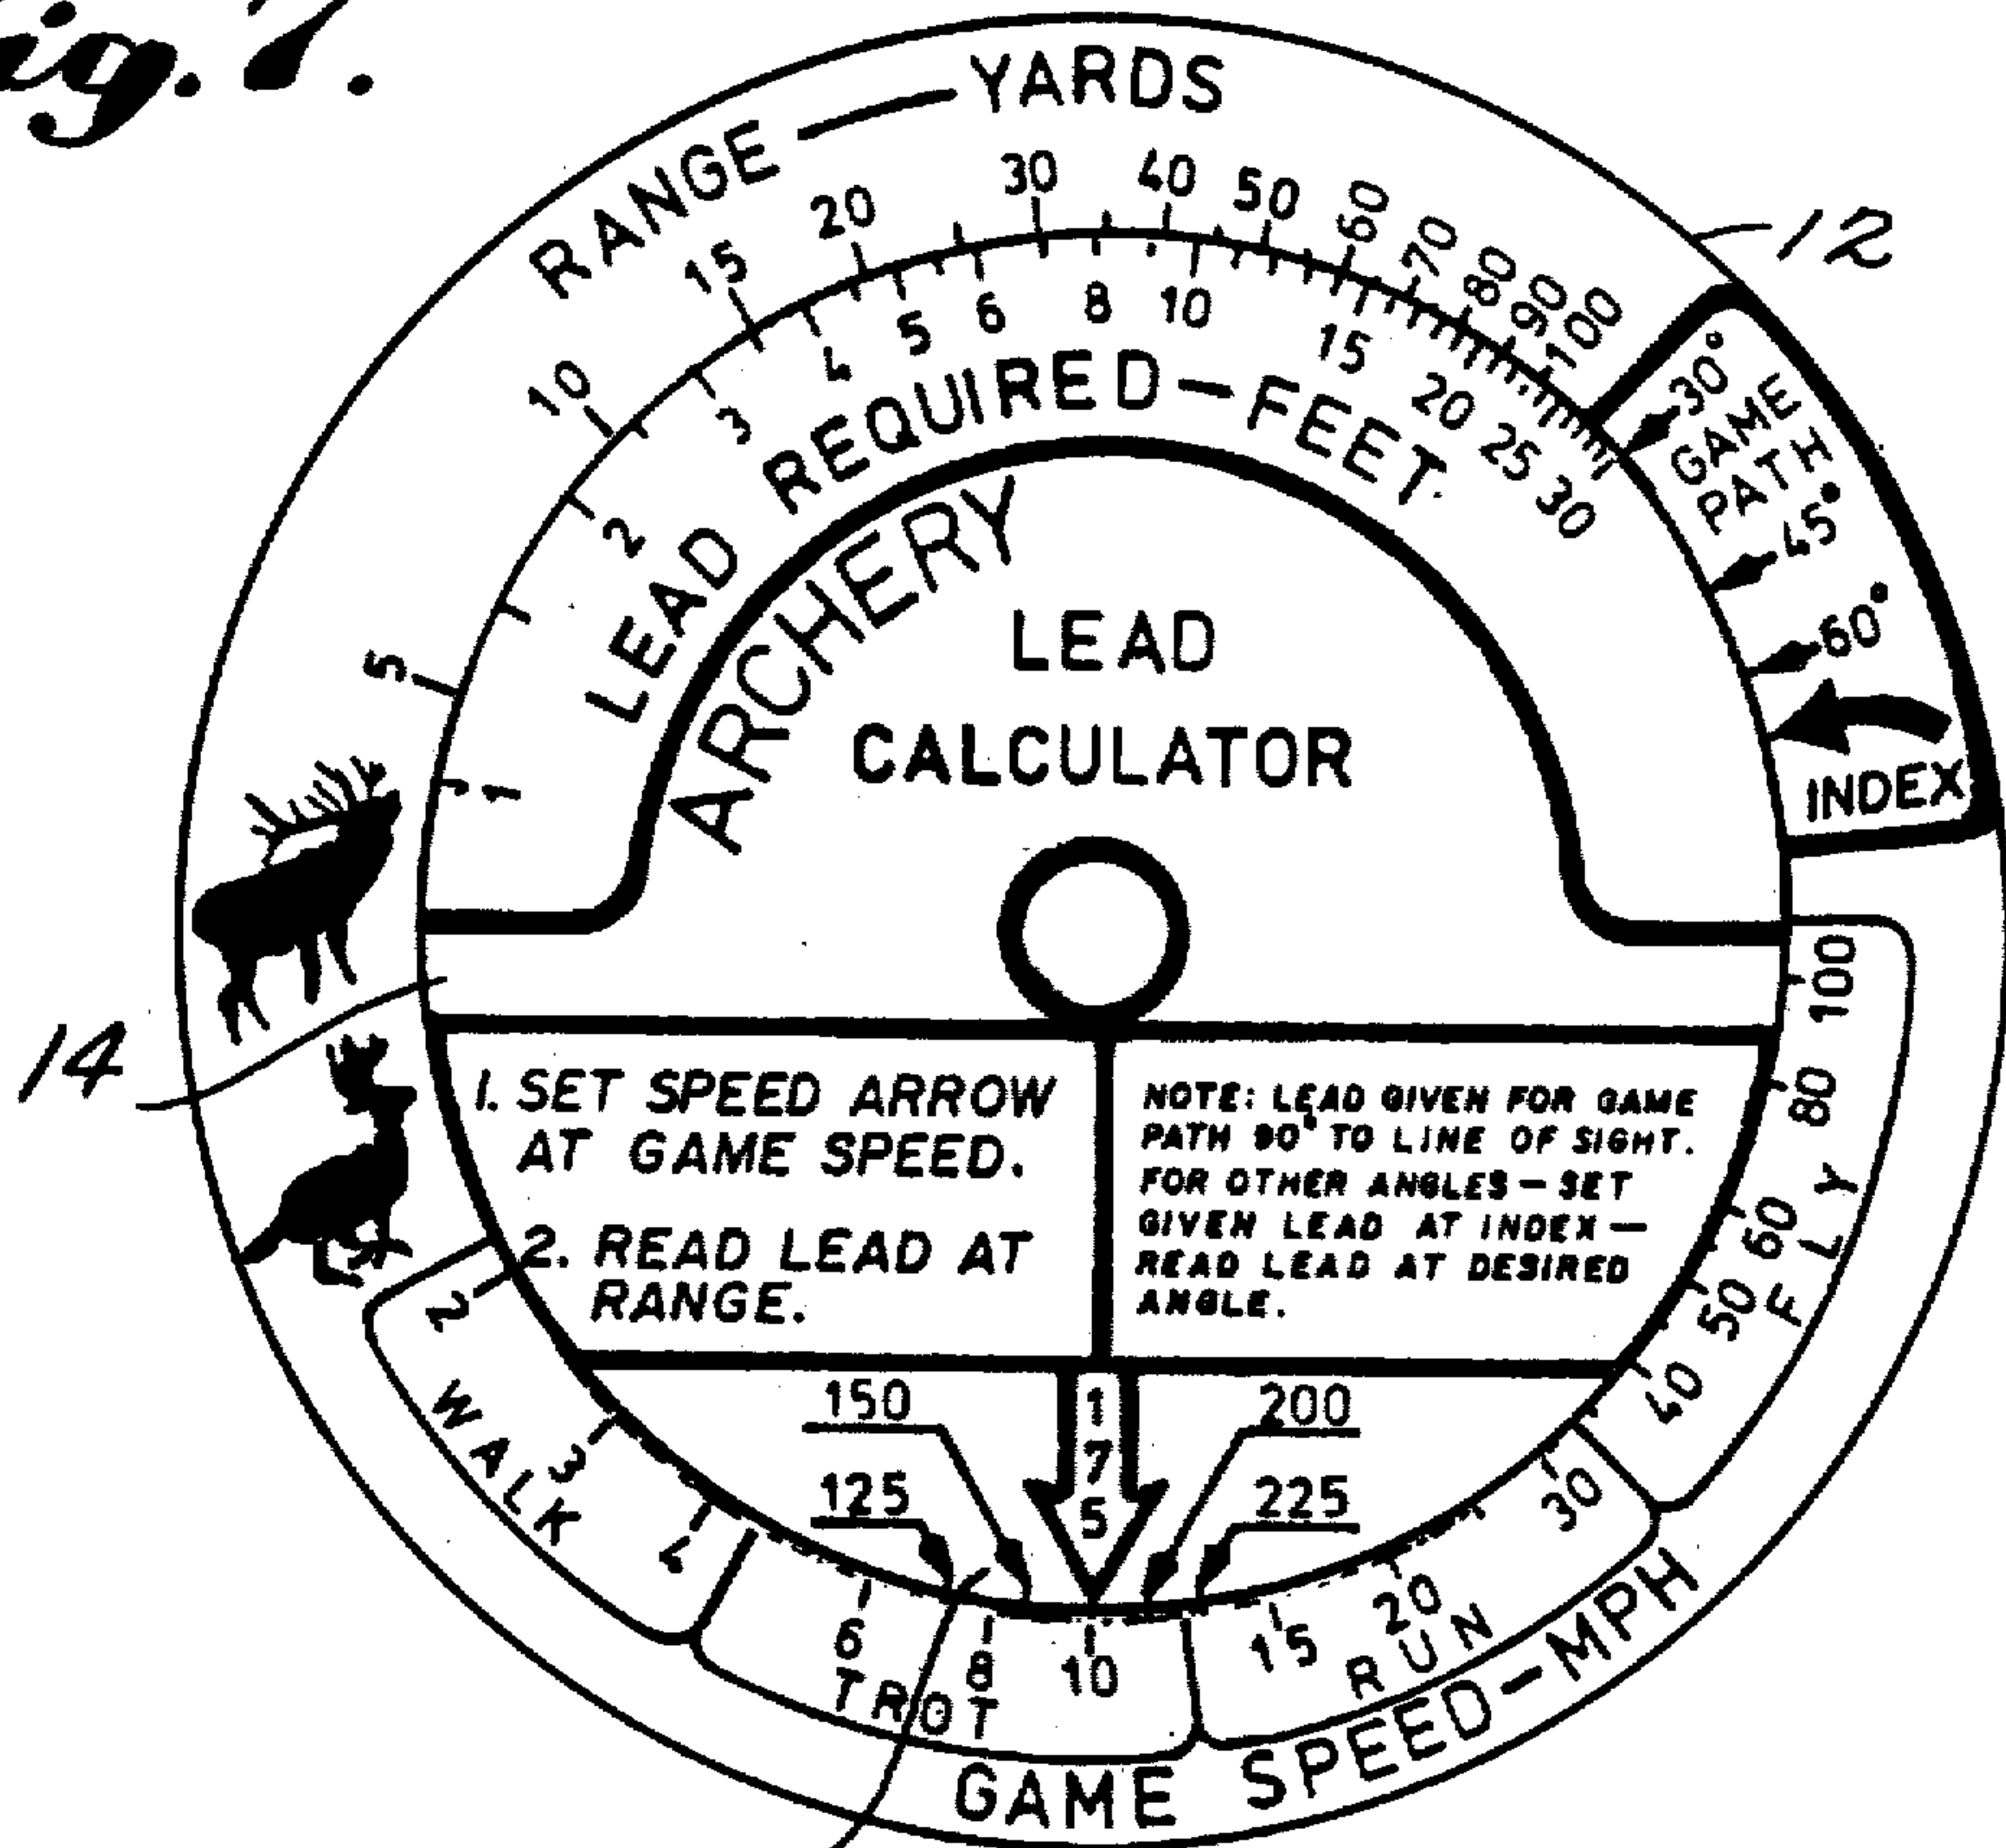 ig. 7.
RANGE — YARDS
5 10 15 20 30 40 50 60 70 80 90 100
12
1 2 3 4 5 6 8 10 15 20 25 30
LEAD REQUIRED — FEET
30°
GAME
PATH
45°
60°
INDEX
ARCHERY
LEAD
CALCULATOR
14
1. SET SPEED ARROW
AT GAME SPEED.
2. READ LEAD AT
RANGE.
NOTE: LEAD GIVEN FOR GAME
PATH 90° TO LINE OF SIGHT.
FOR OTHER ANGLES — SET
GIVEN LEAD AT INDEX —
READ LEAD AT DESIRED
ANGLE.
150
125
175
200
225
2 3 4
WALK
6 8 10
TROT
15 20 30
RUN
40 50 60 80 100
FLY
GAME SPEED—MPH